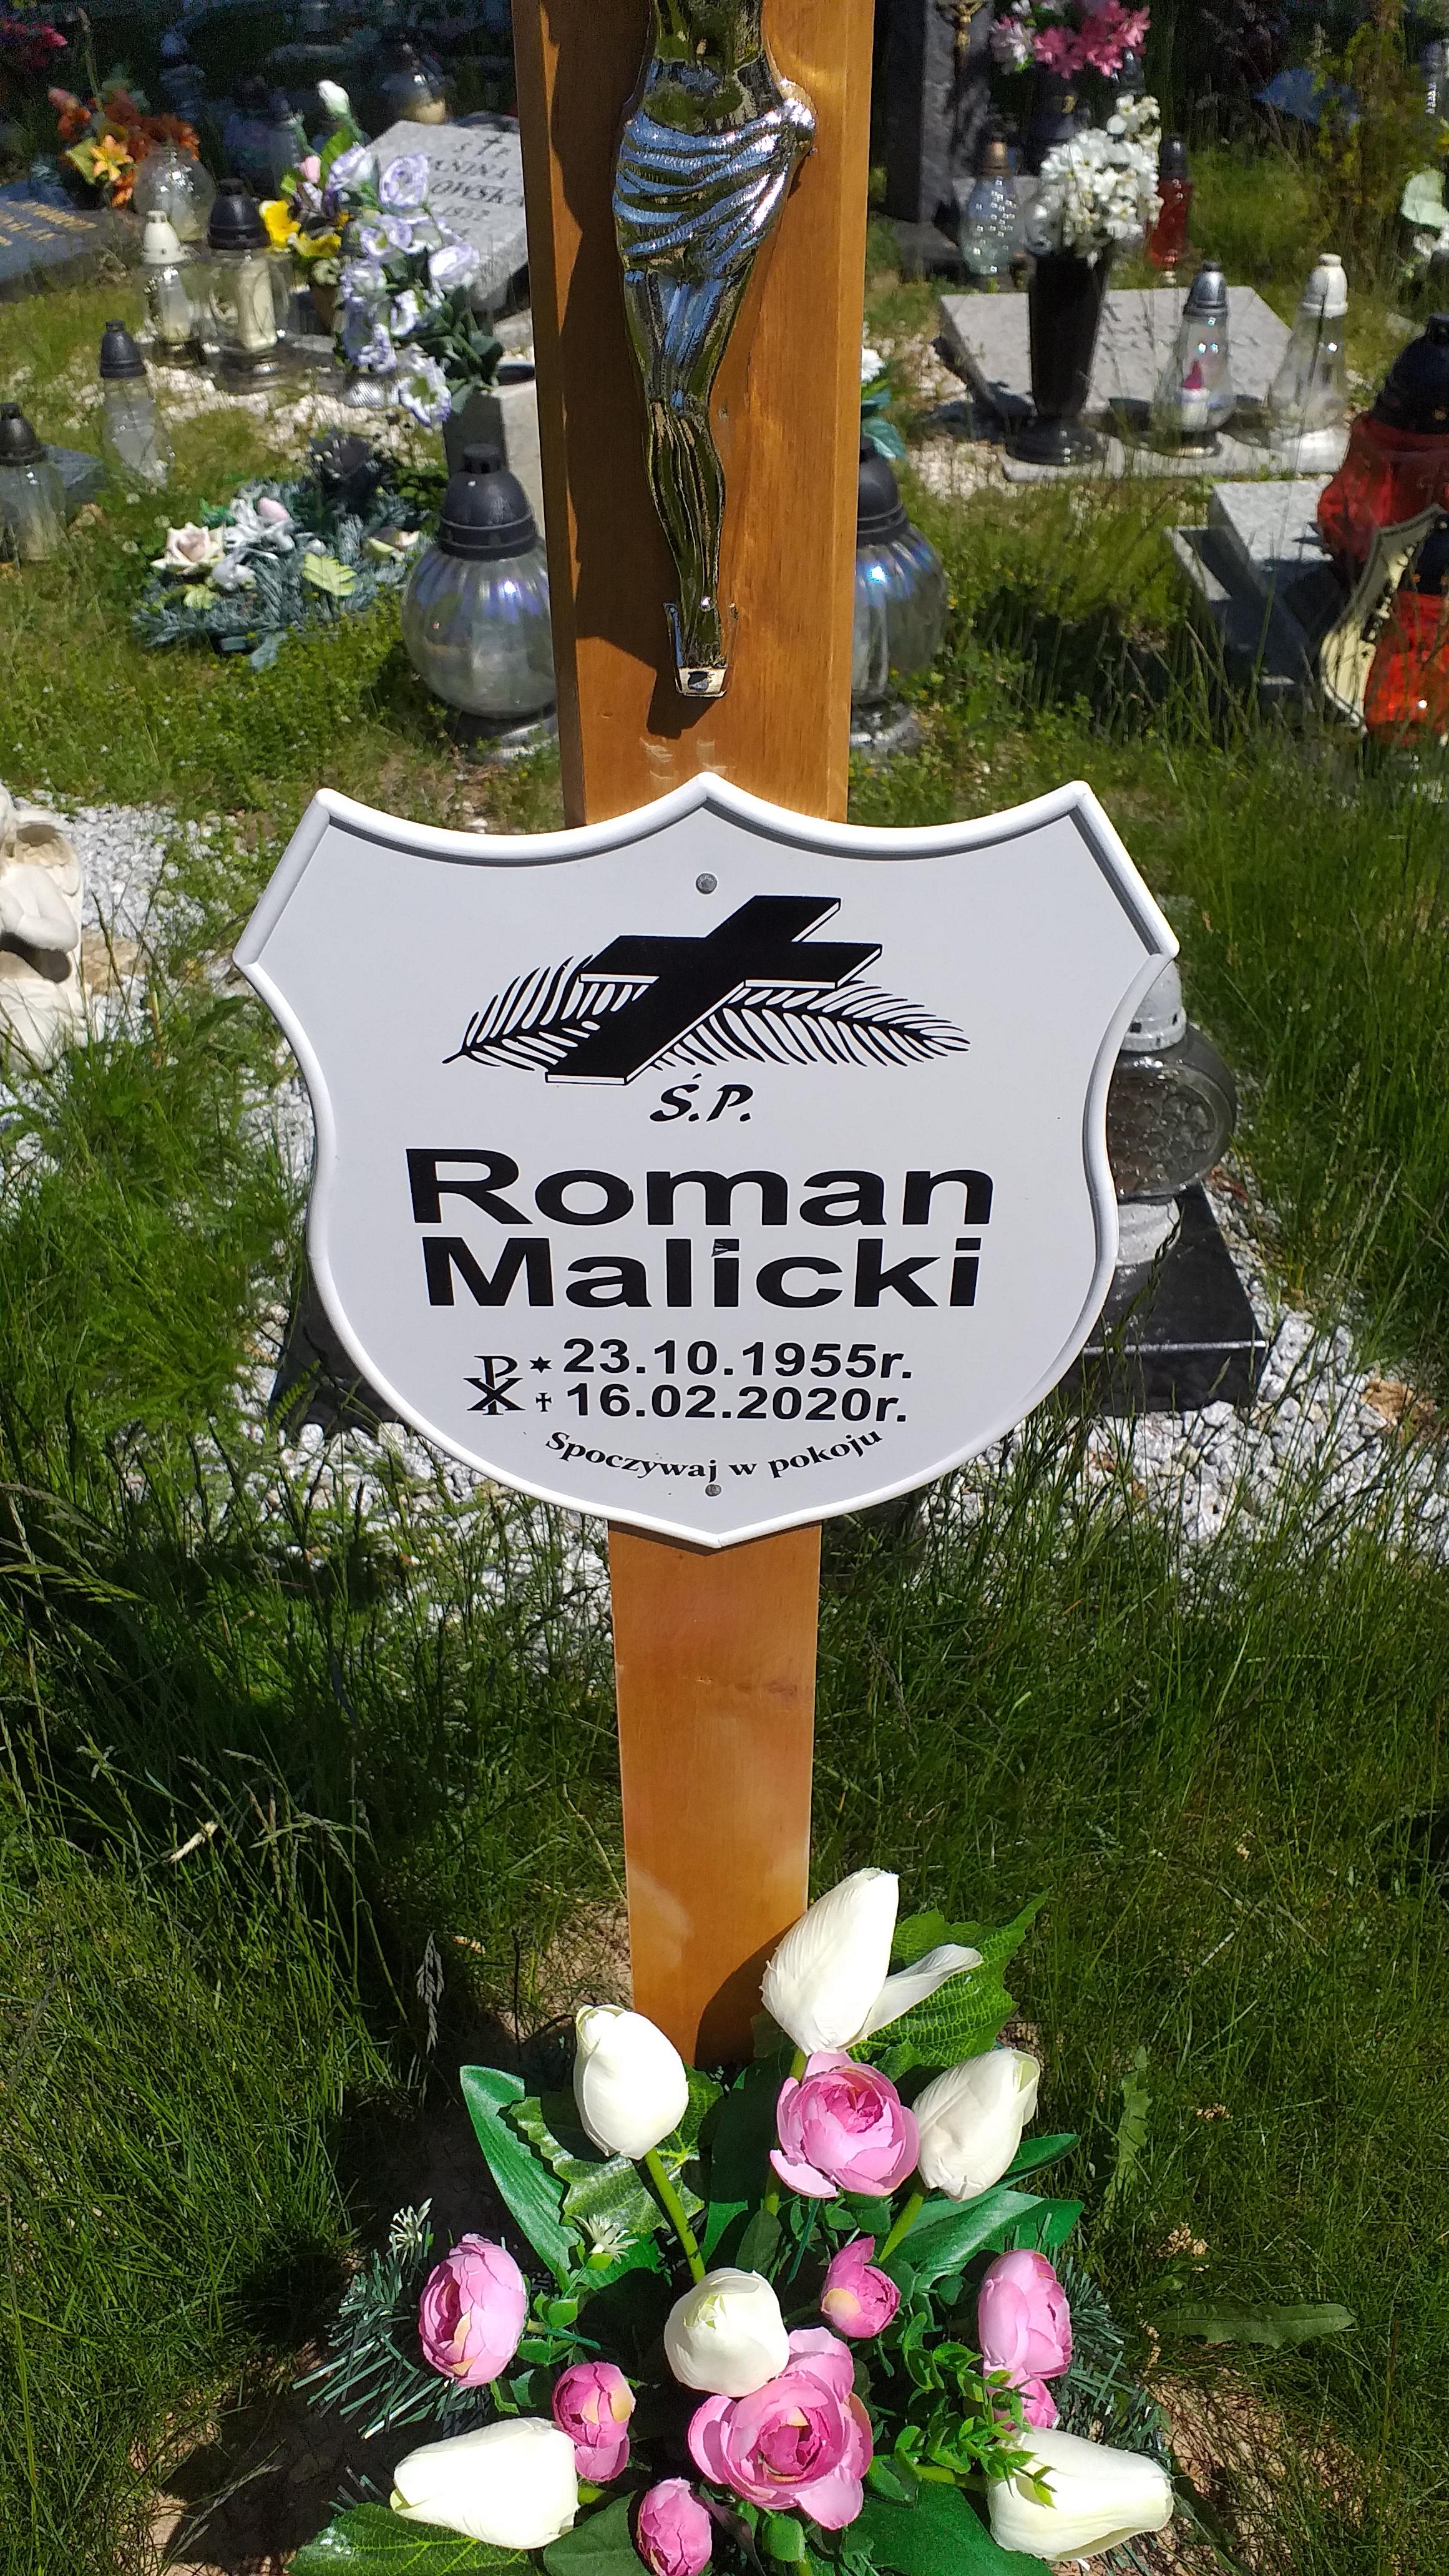 Ś.P.
Roman
Malicki
☧ * 23.10.1955r.
✝ 16.02.2020r.
Spoczywaj w pokoju